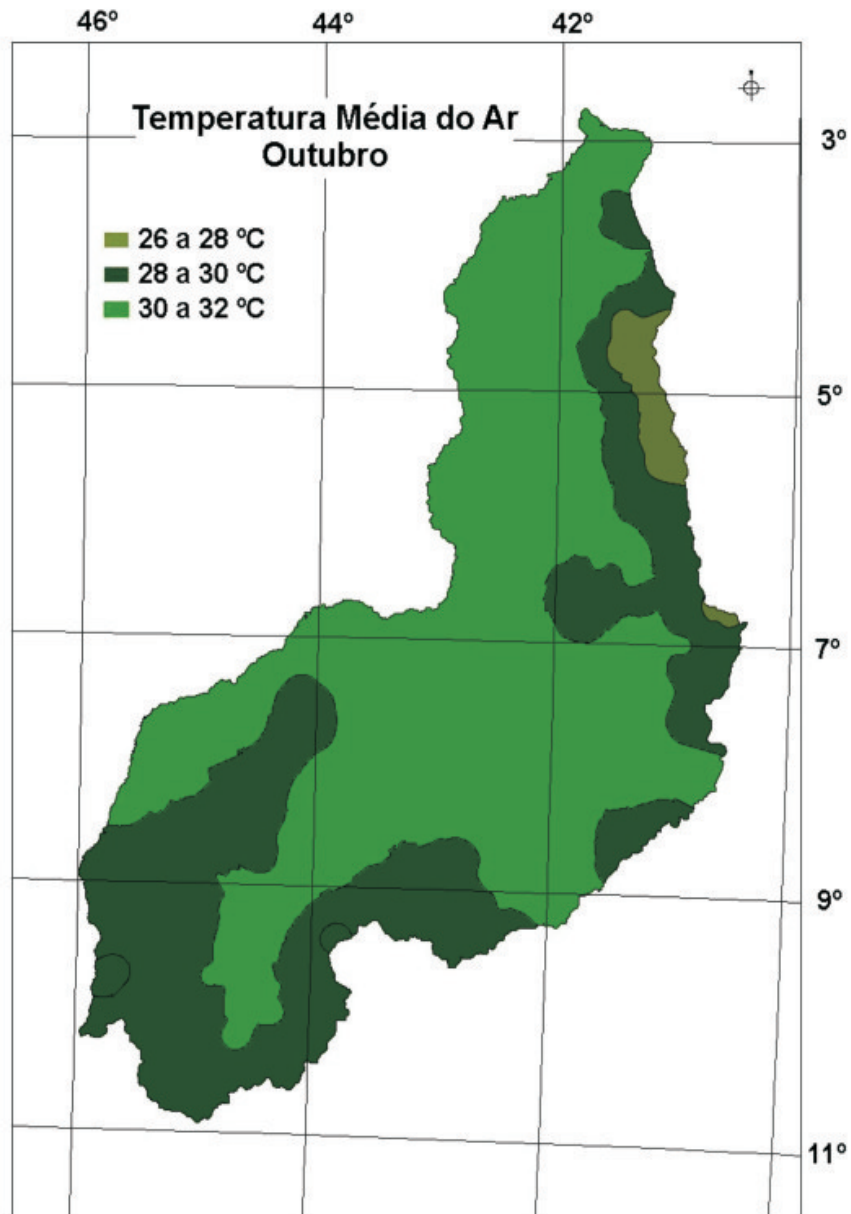 46º 44º 42º
Temperatura Média do Ar
Outubro
3º
26 a 28 ºC
28 a 30 ºC
30 a 32 ºC
5º
7º
9º
11º